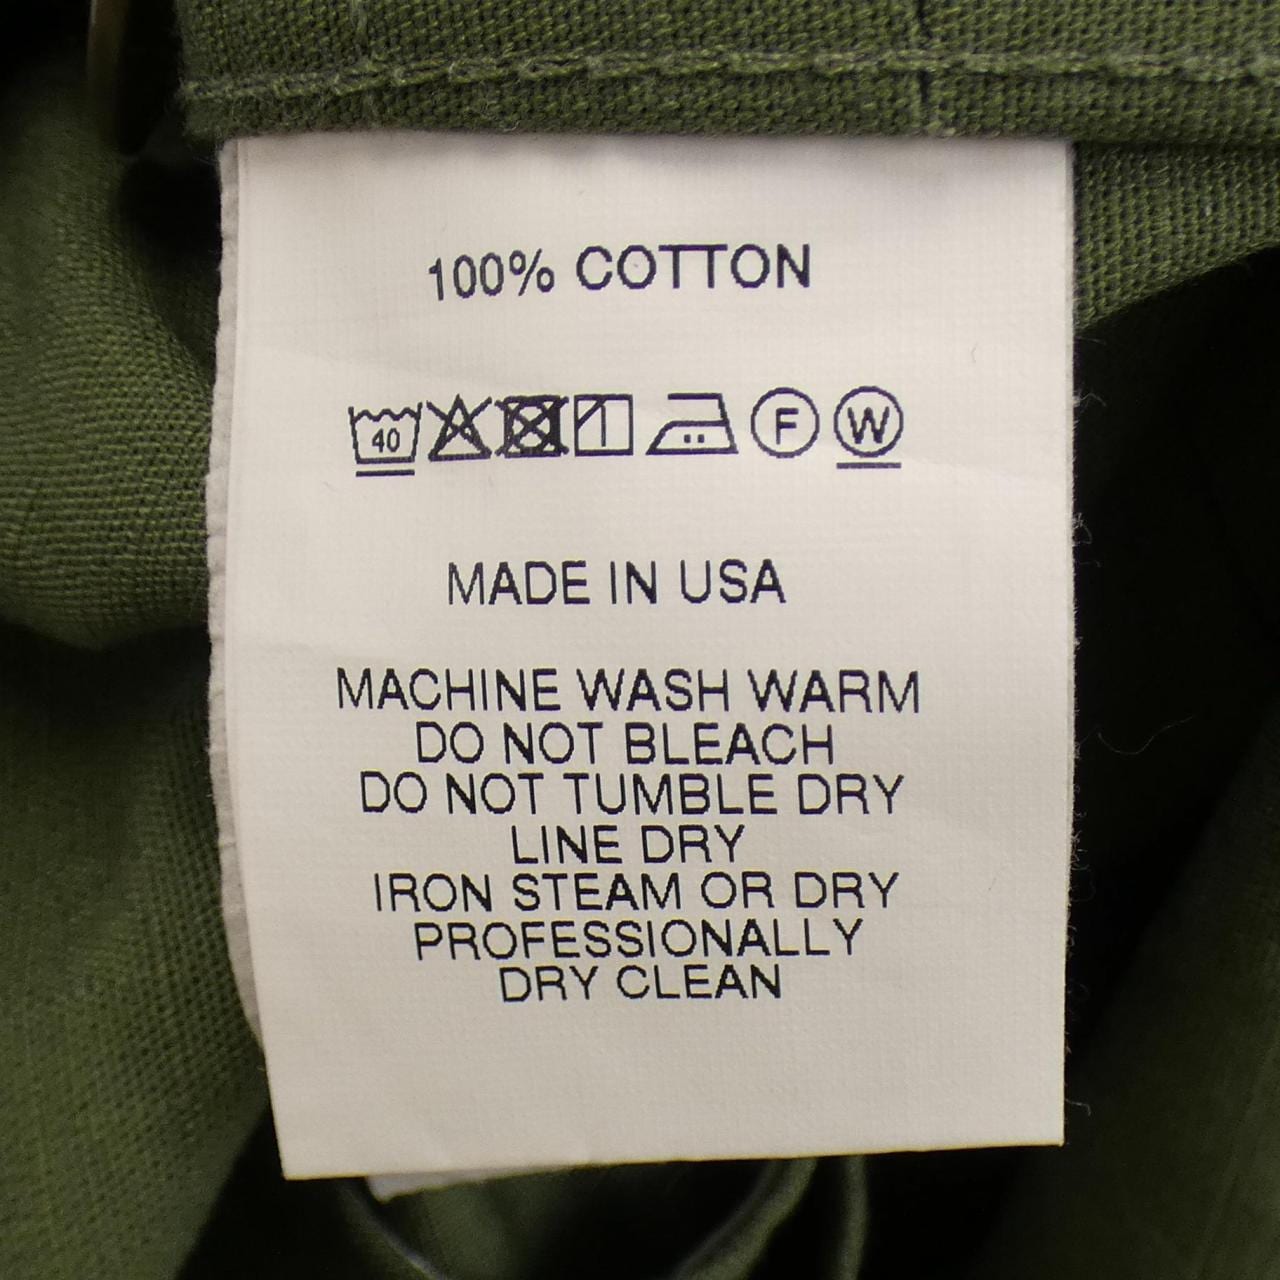 100% COTTON
40 F W
MADE IN USA
MACHINE WASH WARM
DO NOT BLEACH
DO NOT TUMBLE DRY
LINE DRY
IRON STEAM OR DRY
PROFESSIONALLY
DRY CLEAN